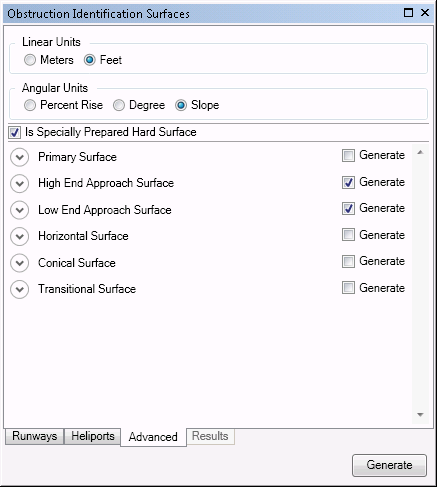 Obstruction Identification Surfaces
Linear Units
Meters Feet
Angular Units
Percent Rise Degree Slope
Is Specially Prepared Hard Surface
Primary Surface Generate
High End Approach Surface Generate
Low End Approach Surface Generate
Horizontal Surface Generate
Conical Surface Generate
Transitional Surface Generate
Runways Heliports Advanced Results
Generate